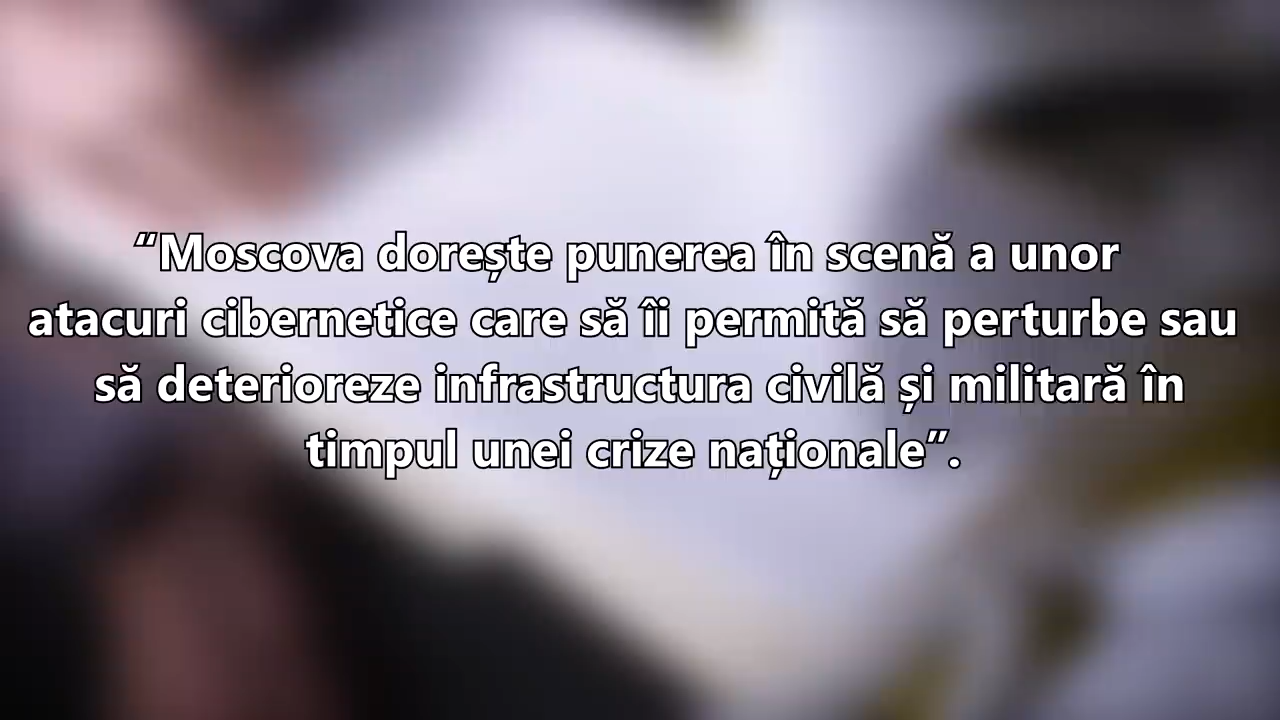 “Moscova dorește punerea în scenă a unor
atacuri cibernetice care să îi permită să perturbe sau
să deterioreze infrastructura civilă și militară în
timpul unei crize naționale”.